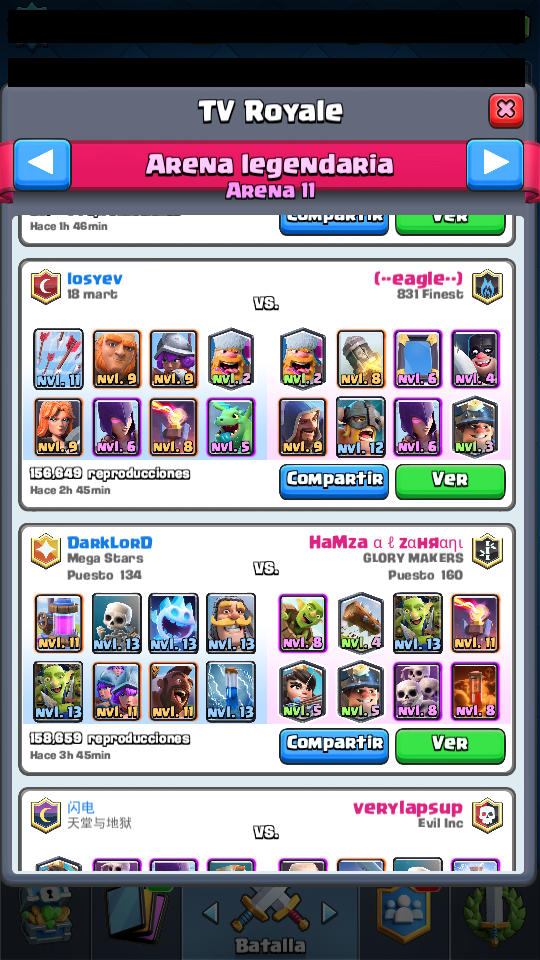 TV Royale
Arena legendaria
Arena 11
Hace 1h 46min
Compartir
Ver
losyev
18 mart
vs.
(--eagle--)
831 Finest
Nvl. 11 Nvl. 9 Nvl. 9 Nvl. 2 Nvl. 2 Nvl. 8 Nvl. 6 Nvl. 4
Nvl. 9 Nvl. 6 Nvl. 8 Nvl. 5 Nvl. 9 Nvl. 12 Nvl. 6 Nvl. 3
156,649 reproducciones
Hace 2h 45min
Compartir
Ver
DarkLorD
Mega Stars
Puesto 134
vs.
HaMza α ℓ zαняαηι
GLORY MAKERS
Puesto 160
Nvl. 11 Nvl. 13 Nvl. 13 Nvl. 13 Nvl. 8 Nvl. 4 Nvl. 13 Nvl. 11
Nvl. 13 Nvl. 11 Nvl. 11 Nvl. 13 Nvl. 5 Nvl. 5 Nvl. 8 Nvl. 8
158,659 reproducciones
Hace 3h 45min
Compartir
Ver
闪电
天堂与地狱
vs.
verylapsup
Evil Inc
Batalla